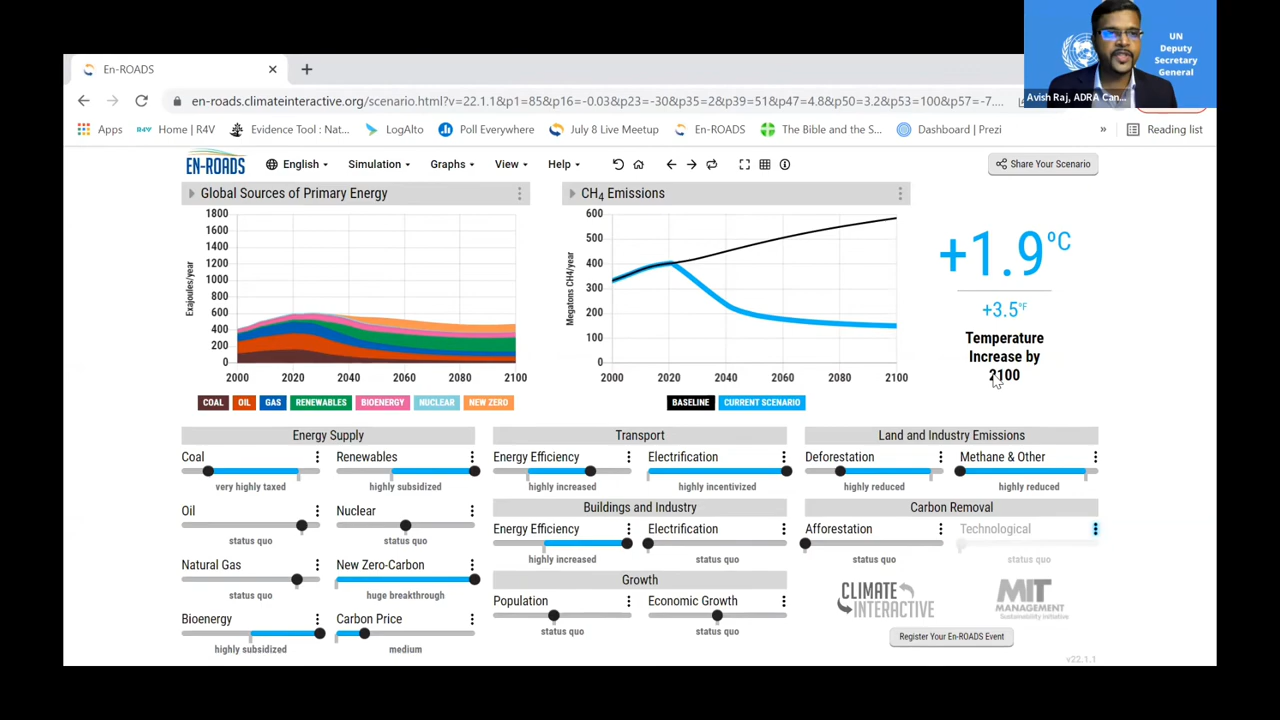 UN
Deputy
Secretary
General
Avish Raj, ADRA Can...
En-ROADS
en-roads.climateinteractive.org/scenario.html?v=22.1.1&p1=85&p16=-0.03&p23=-30&p35=2&p39=51&p47=4.8&p50=3.2&p53=100&p57=-7....
Apps
R4V Home | R4V
Evidence Tool : Nat...
LogAlto
Poll Everywhere
July 8 Live Meetup
En-ROADS
The Bible and the S...
Dashboard | Prezi
»
Reading list
EN-ROADS
English
Simulation
Graphs
View
Help
Share Your Scenario
Global Sources of Primary Energy
1800
1600
1400
1200
1000
800
600
400
200
0
Exajoules/year
2000 2020 2040 2060 2080 2100
COAL OIL GAS RENEWABLES BIOENERGY NUCLEAR NEW ZERO
CH4 Emissions
600
500
400
300
200
100
0
Megatons CH4/year
2000 2020 2040 2060 2080 2100
BASELINE CURRENT SCENARIO
+1.9°C
+3.5°F
Temperature
Increase by
2100
Energy Supply
Coal
very highly taxed
Renewables
highly subsidized
Oil
status quo
Nuclear
status quo
Natural Gas
status quo
New Zero-Carbon
huge breakthrough
Bioenergy
highly subsidized
Carbon Price
medium
Transport
Energy Efficiency
highly increased
Electrification
highly incentivized
Buildings and Industry
Energy Efficiency
highly increased
Electrification
status quo
Growth
Population
status quo
Economic Growth
status quo
Land and Industry Emissions
Deforestation
highly reduced
Methane & Other
highly reduced
Carbon Removal
Afforestation
status quo
Technological
status quo
CLIMATE
INTERACTIVE
MIT
MANAGEMENT
Sustainability Initiative
Register Your En-ROADS Event
v22.1.1